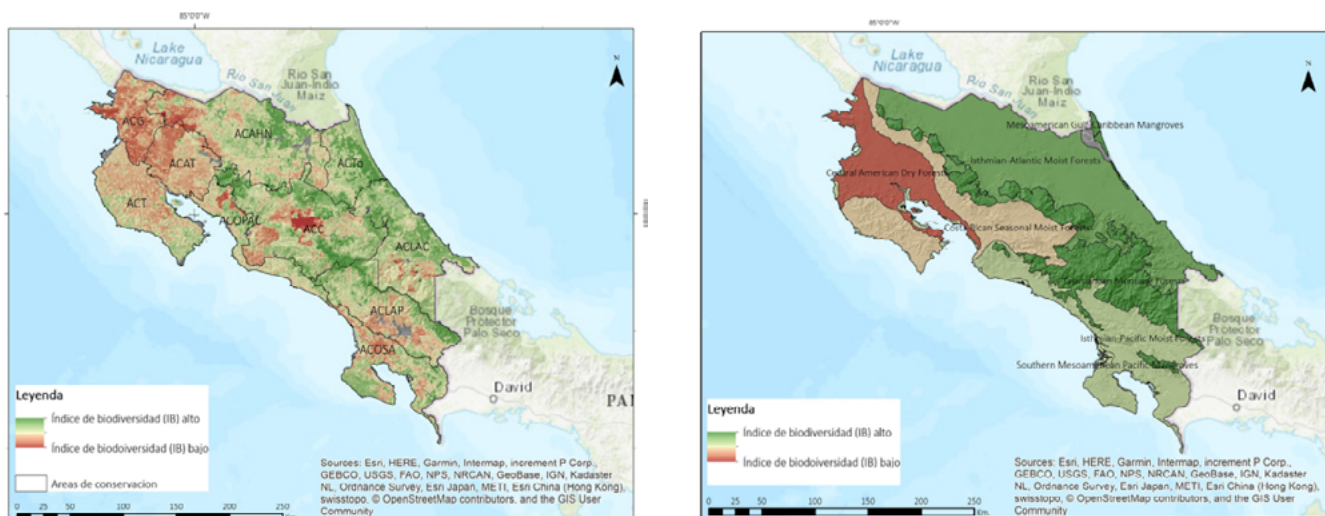 85°0'0"W
Lake
Nicaragua
Rio San Juan
Rio San
Juan-Indio
Maiz
N
ACG
ACAHN
ACTo
ACAT
ACT
ACOPAC
ACC
ACLAC
ACLAP
ACOSA
Bosque
Protector
Palo Seco
David
PAN
Leyenda
Índice de biodiversidad (IB) alto
Índice de biodoiversidad (IB) bajo
Areas de conservacion
Sources: Esri, HERE, Garmin, Intermap, increment P Corp.,
GEBCO, USGS, FAO, NPS, NRCAN, GeoBase, IGN, Kadaster
NL, Ordnance Survey, Esri Japan, METI, Esri China (Hong Kong),
swisstopo, © OpenStreetMap contributors, and the GIS User
Community
0 50 100 150 200 250
85°0'0"W
Lake
Nicaragua
Rio San Juan
Rio San
Juan-Indio
Maiz
N
Mesoamerican Gulf-Caribbean Mangroves
Isthmian-Atlantic Moist Forests
Central American Dry Forests
Costa Rican Seasonal Moist Forests
Talamancan Montane Forests
Isthmian-Pacific Moist Forests
Southern Mesoamerican Pacific Mangroves
Bosque
Protector
Palo Seco
David
Leyenda
Índice de biodiversidad (IB) alto
Índice de biodoiversidad (IB) bajo
Sources: Esri, HERE, Garmin, Intermap, increment P Corp.,
GEBCO, USGS, FAO, NPS, NRCAN, GeoBase, IGN, Kadaster
NL, Ordnance Survey, Esri Japan, METI, Esri China (Hong Kong),
swisstopo, © OpenStreetMap contributors, and the GIS User
Community
0 50 100 150 200 250
Km.